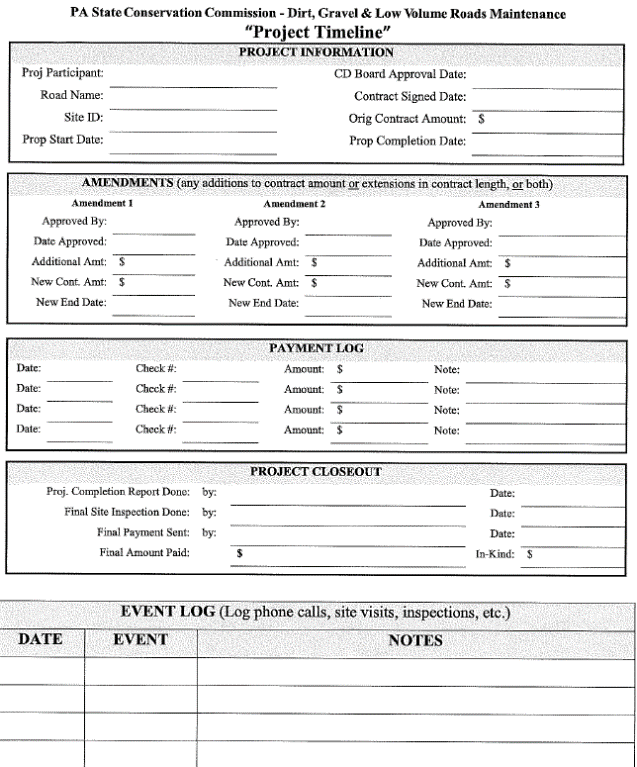 PA State Conservation Commission - Dirt, Gravel & Low Volume Roads Maintenance
"Project Timeline"
PROJECT INFORMATION
Proj Participant: CD Board Approval Date:
Road Name: Contract Signed Date:
Site ID: Orig Contract Amount: $
Prop Start Date: Prop Completion Date:
AMENDMENTS (any additions to contract amount or extensions in contract length, or both)
Amendment 1 Amendment 2 Amendment 3
Approved By: Approved By: Approved By:
Date Approved: Date Approved: Date Approved:
Additional Amt: $ Additional Amt: $ Additional Amt: $
New Cont. Amt: $ New Cont. Amt: $ New Cont. Amt: $
New End Date: New End Date: New End Date:
PAYMENT LOG
Date: Check #: Amount: $ Note:
Date: Check #: Amount: $ Note:
Date: Check #: Amount: $ Note:
Date: Check #: Amount: $ Note:
PROJECT CLOSEOUT
Proj. Completion Report Done: by: Date:
Final Site Inspection Done: by: Date:
Final Payment Sent: by: Date:
Final Amount Paid: $ In-Kind: $
EVENT LOG (Log phone calls, site visits, inspections, etc.)
DATE EVENT NOTES